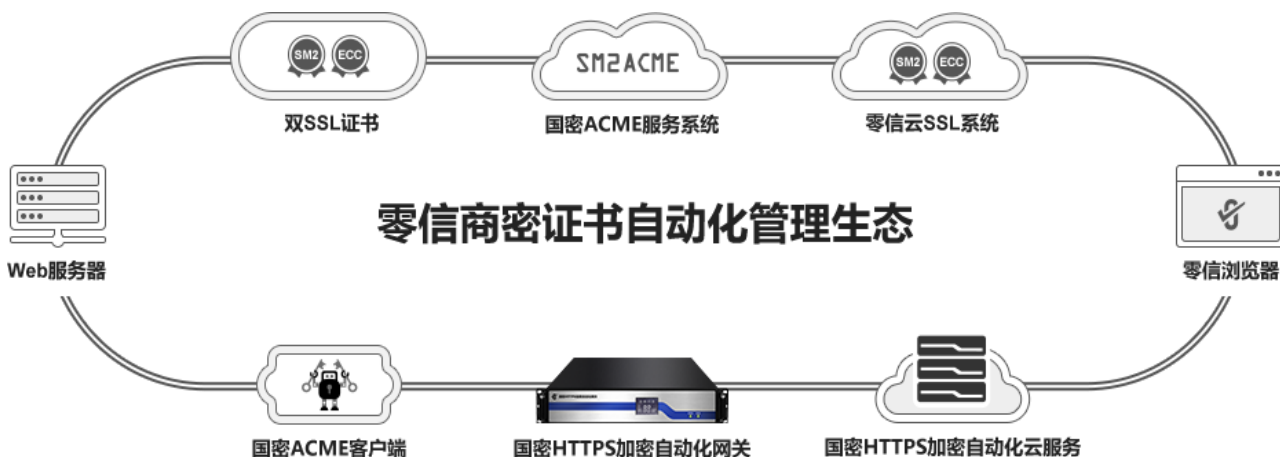 SM2 ECC
SM2ACME
SM2 ECC
双SSL证书
国密ACME服务系统
零信云SSL系统
零信商密证书自动化管理生态
Web服务器
零信浏览器
国密ACME客户端
国密HTTPS加密自动化网关
国密HTTPS加密自动化云服务